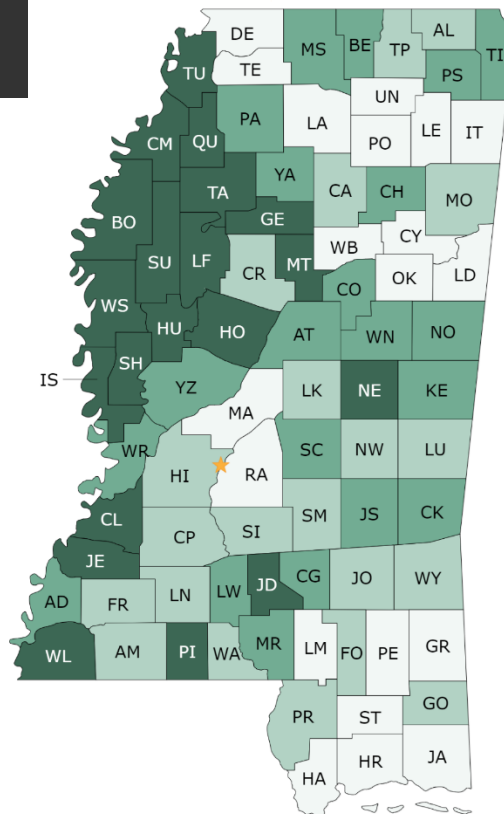 DE
AL
MS
BE
TP
TI
TU
TE
PS
UN
PA
LA
LE
IT
CM
QU
PO
YA
TA
CA
CH
MO
BO
GE
WB
CY
SU
LF
CR
MT
OK
LD
CO
WS
HU
HO
AT
WN
NO
SH
IS
YZ
LK
NE
KE
MA
WR
HI
RA
SC
NW
LU
CL
SM
JS
CK
CP
SI
JE
JD
CG
JO
WY
AD
FR
LN
LW
WL
AM
PI
WA
MR
LM
FO
PE
GR
PR
ST
GO
HA
HR
JA